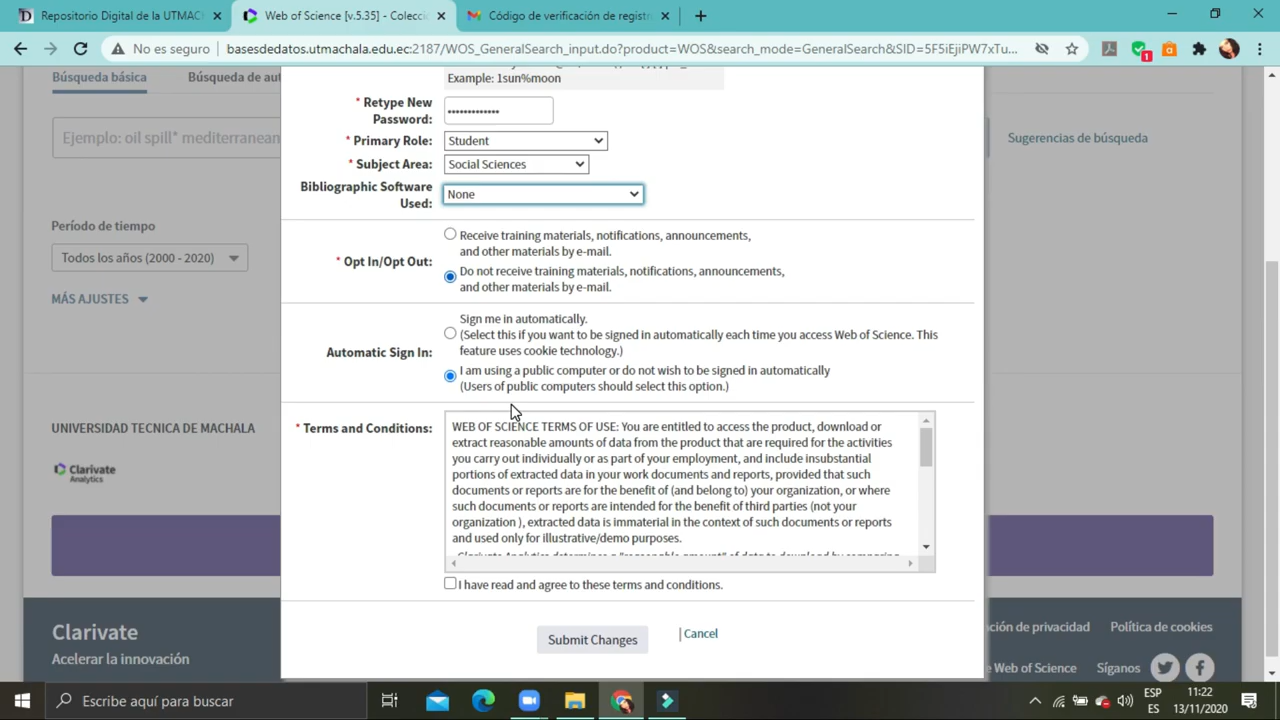 Repositorio Digital de la UTMAC
Web of Science [v.5.35] - Colecci
Código de verificación de registr
No es seguro
basesdedatos.utmachala.edu.ec:2187/WOS_GeneralSearch_input.do?product=WOS&search_mode=GeneralSearch&SID=5F5iEjiPW7xTu...
1
Búsqueda básica
Búsqueda de au
Example: 1sun%moon
* Retype New
Password:
•••••••••••••
* Primary Role:
Student
* Subject Area:
Social Sciences
Bibliographic Software
Used:
None
Ejemplo: oil spill* mediterranean
Sugerencias de búsqueda
Período de tiempo
Todos los años (2000 - 2020)
MÁS AJUSTES
* Opt In/Opt Out:
Receive training materials, notifications, announcements,
and other materials by e-mail.
Do not receive training materials, notifications, announcements,
and other materials by e-mail.
Automatic Sign In:
Sign me in automatically.
(Select this if you want to be signed in automatically each time you access Web of Science. This
feature uses cookie technology.)
I am using a public computer or do not wish to be signed in automatically
(Users of public computers should select this option.)
UNIVERSIDAD TECNICA DE MACHALA
Clarivate
Analytics
* Terms and Conditions:
WEB OF SCIENCE TERMS OF USE: You are entitled to access the product, download or
extract reasonable amounts of data from the product that are required for the activities
you carry out individually or as part of your employment, and include insubstantial
portions of extracted data in your work documents and reports, provided that such
documents or reports are for the benefit of (and belong to) your organization, or where
such documents or reports are intended for the benefit of third parties (not your
organization ), extracted data is immaterial in the context of such documents or reports
and used only for illustrative/demo purposes.
Clarivate Analytics determines a "reasonable amount" of data to download by comparing
I have read and agree to these terms and conditions.
Submit Changes
Cancel
Clarivate
Acelerar la innovación
ción de privacidad
Política de cookies
e Web of Science
Síganos
Escribe aquí para buscar
ESP
ES
11:22
13/11/2020